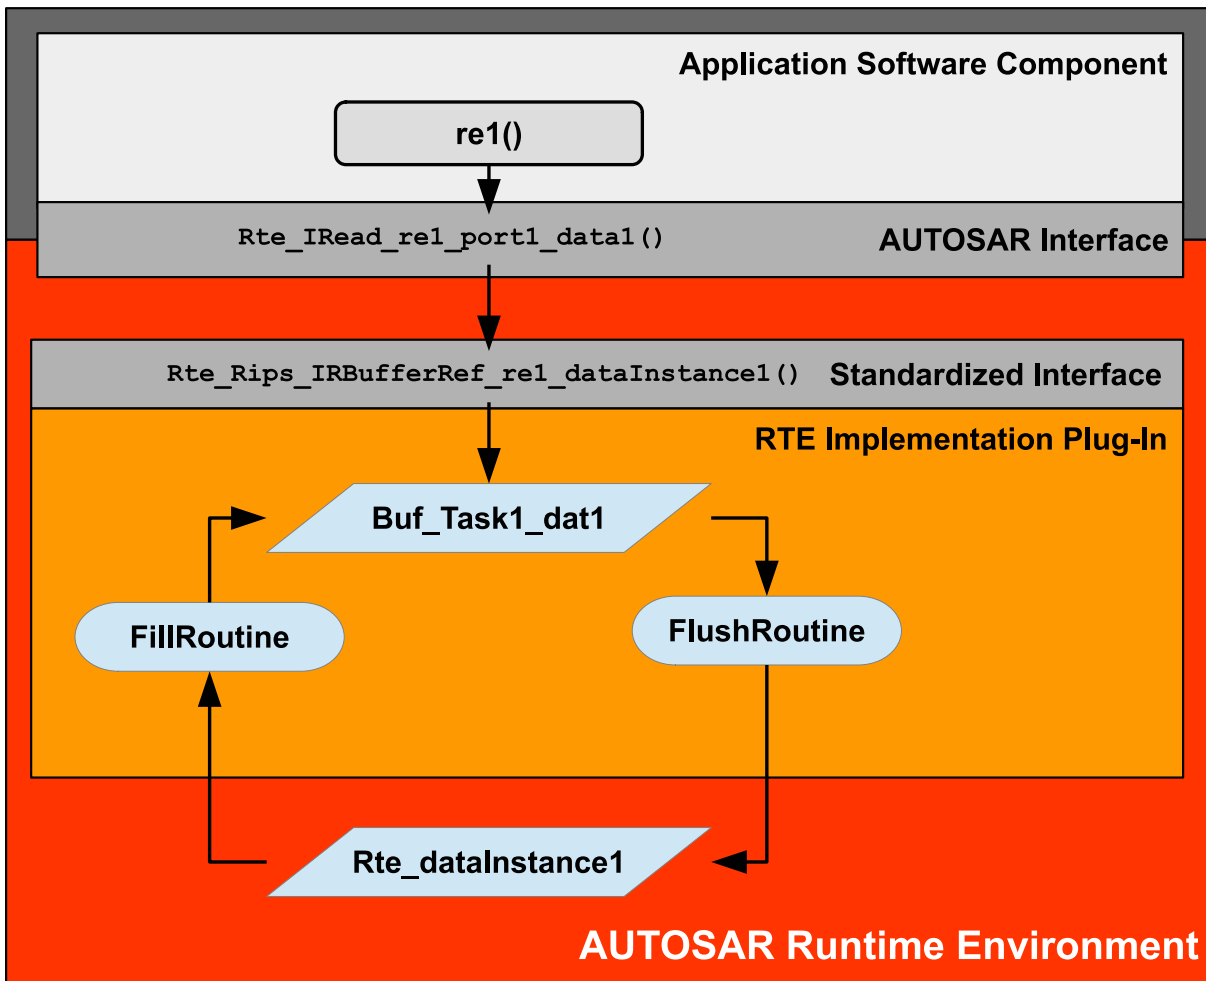 Application Software Component
re1()
Rte_IRead_re1_port1_data1()
AUTOSAR Interface
Rte_Rips_IRBufferRef_re1_dataInstance1()
Standardized Interface
RTE Implementation Plug-In
Buf_Task1_dat1
FillRoutine
FlushRoutine
Rte_dataInstance1
AUTOSAR Runtime Environment